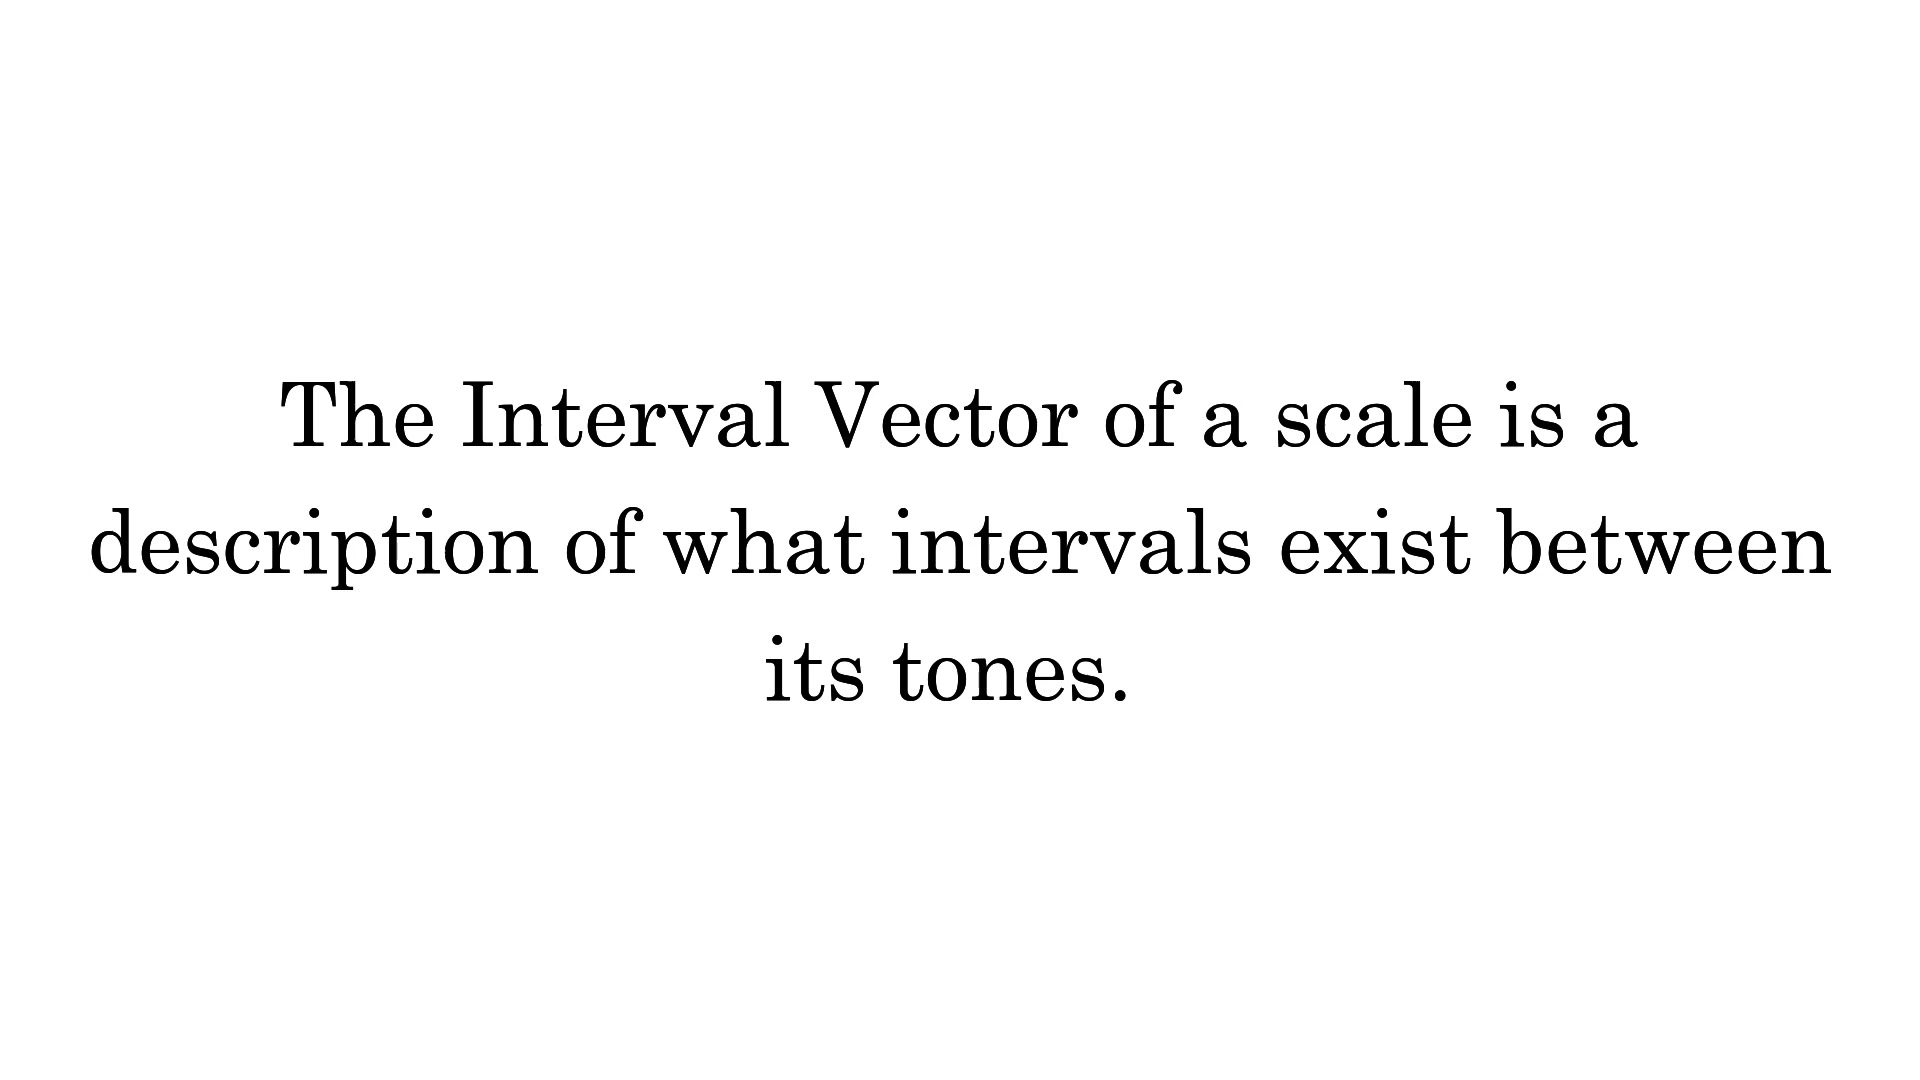 The Interval Vector of a scale is a
description of what intervals exist between
its tones.